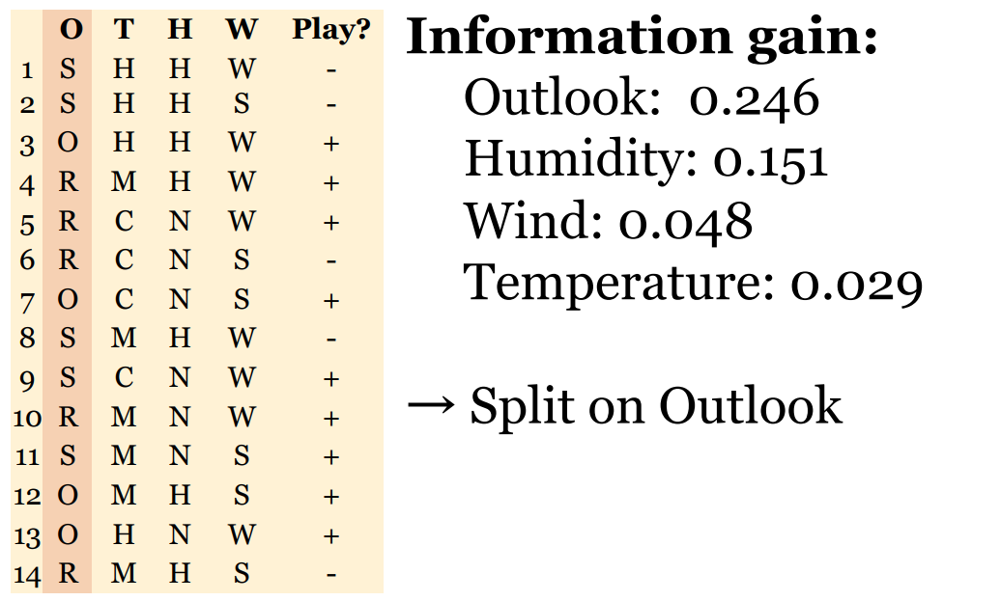 O T H W Play?
1 S H H W -
2 S H H S -
3 O H H W +
4 R M H W +
5 R C N W +
6 R C N S -
7 O C N S +
8 S M H W -
9 S C N W +
10 R M N W +
11 S M N S +
12 O M H S +
13 O H N W +
14 R M H S -
Information gain:
Outlook: 0.246
Humidity: 0.151
Wind: 0.048
Temperature: 0.029
→ Split on Outlook